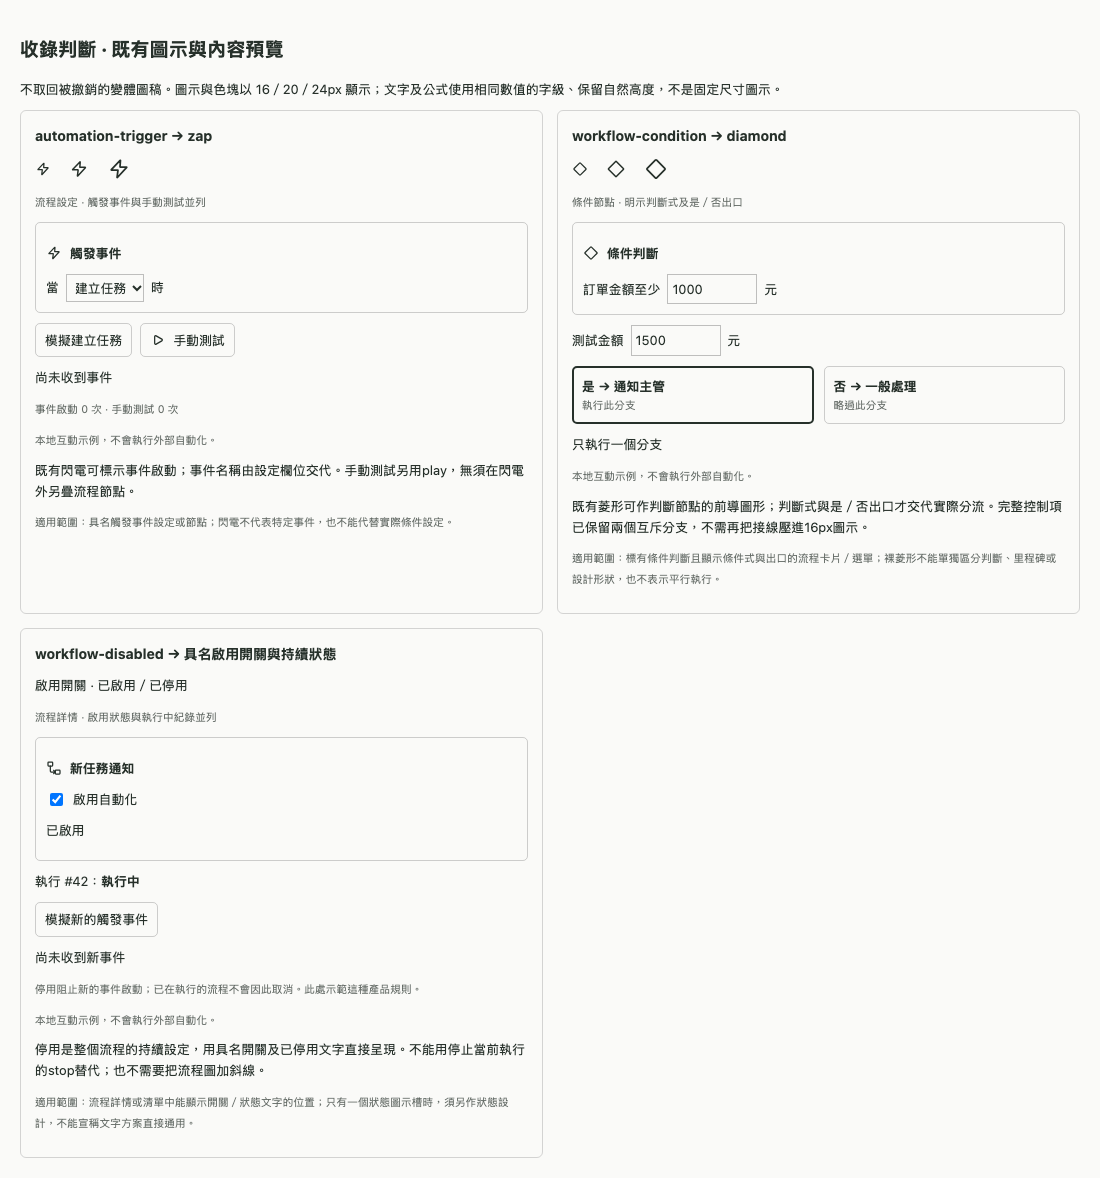 收錄判斷 · 既有圖示與內容預覽
不取回被撤銷的變體圖稿。圖示與色塊以 16 / 20 / 24px 顯示；文字及公式使用相同數值的字級、保留自然高度，不是固定尺寸圖示。
automation-trigger → zap
流程設定 · 觸發事件與手動測試並列
觸發事件
當 建立任務 時
模擬建立任務 手動測試
尚未收到事件
事件啟動 0 次 · 手動測試 0 次
本地互動示例，不會執行外部自動化。
既有閃電可標示事件啟動；事件名稱由設定欄位交代。手動測試另用play，無須在閃電
外另疊流程節點。
適用範圍：具名觸發事件設定或節點；閃電不代表特定事件，也不能代替實際條件設定。
workflow-condition → diamond
條件節點 · 明示判斷式及是 / 否出口
條件判斷
訂單金額至少 1000 元
測試金額 1500 元
是 → 通知主管
執行此分支
否 → 一般處理
略過此分支
只執行一個分支
本地互動示例，不會執行外部自動化。
既有菱形可作判斷節點的前導圖形；判斷式與是 / 否出口才交代實際分流。完整控制項
已保留兩個互斥分支，不需再把接線壓進16px圖示。
適用範圍：標有條件判斷且顯示條件式與出口的流程卡片 / 選單；裸菱形不能單獨區分判斷、里程碑或
設計形狀，也不表示平行執行。
workflow-disabled → 具名啟用開關與持續狀態
啟用開關 · 已啟用 / 已停用
流程詳情 · 啟用狀態與執行中紀錄並列
新任務通知
啟用自動化
已啟用
執行 #42：執行中
模擬新的觸發事件
尚未收到新事件
停用阻止新的事件啟動；已在執行的流程不會因此取消。此處示範這種產品規則。
本地互動示例，不會執行外部自動化。
停用是整個流程的持續設定，用具名開關及已停用文字直接呈現。不能用停止當前執行
的stop替代；也不需要把流程圖加斜線。
適用範圍：流程詳情或清單中能顯示開關 / 狀態文字的位置；只有一個狀態圖示槽時，須另作狀態設
計，不能宣稱文字方案直接通用。